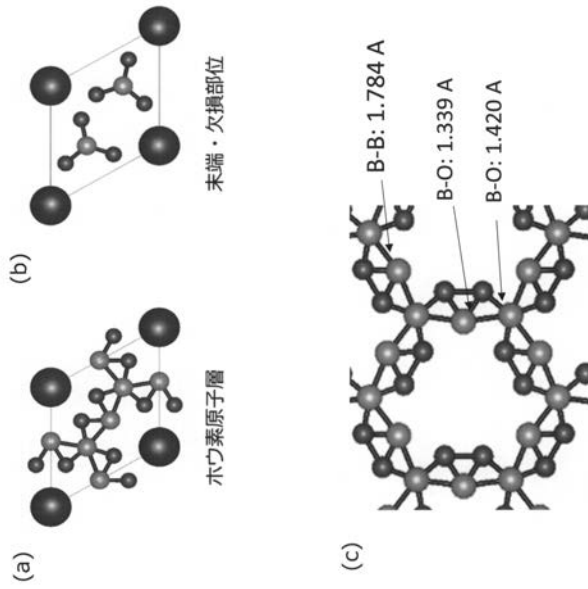 (a)
ホウ素原子層
(b)
末端・欠損部位
(c)
B-B: 1.784 A
B-O: 1.339 A
B-O: 1.420 A